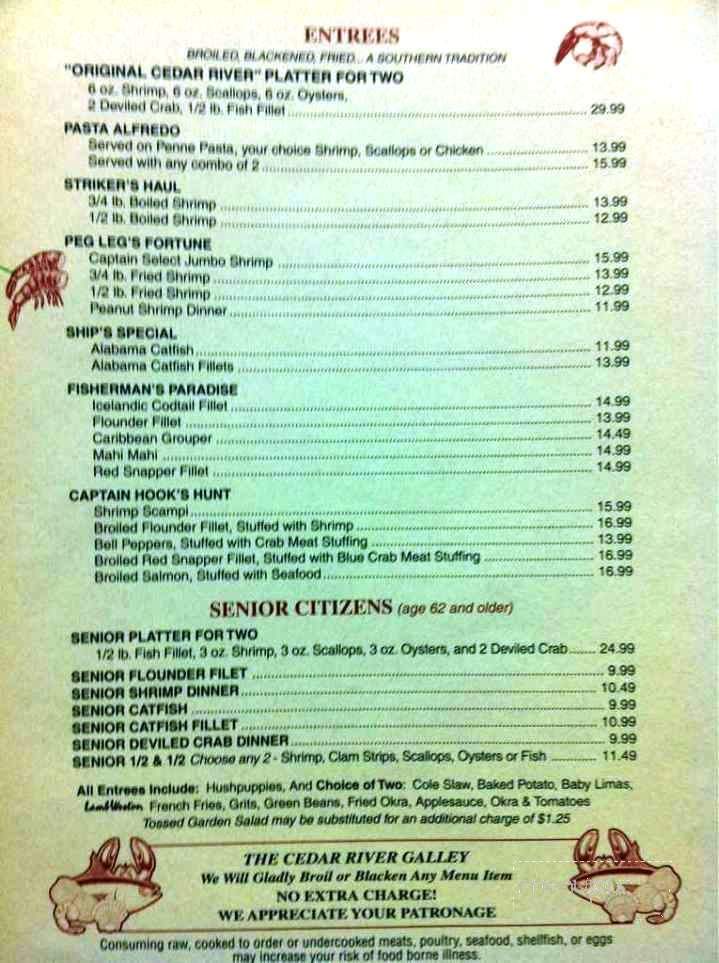 ENTREES
BROILED, BLACKENED, FRIED... A SOUTHERN TRADITION
"ORIGINAL CEDAR RIVER" PLATTER FOR TWO
6 oz. Shrimp, 6 oz. Scallops, 6 oz. Oysters,
2 Deviled Crab, 1/2 lb. Fish Fillet 29.99
PASTA ALFREDO
Served on Penne Pasta, your choice Shrimp, Scallops or Chicken 13.99
Served with any combo of 2 15.99
STRIKER'S HAUL
3/4 lb. Boiled Shrimp 13.99
1/2 lb. Boiled Shrimp 12.99
PEG LEG'S FORTUNE
Captain Select Jumbo Shrimp 15.99
3/4 lb. Fried Shrimp 13.99
1/2 lb. Fried Shrimp 12.99
Peanut Shrimp Dinner 11.99
SHIP'S SPECIAL
Alabama Catfish 11.99
Alabama Catfish Fillets 13.99
FISHERMAN'S PARADISE
Icelandic Codtail Fillet 14.99
Flounder Fillet 13.99
Caribbean Grouper 14.49
Mahi Mahi 14.99
Red Snapper Fillet 14.99
CAPTAIN HOOK'S HUNT
Shrimp Scampi 15.99
Broiled Flounder Fillet, Stuffed with Shrimp 16.99
Bell Peppers, Stuffed with Crab Meat Stuffing 13.99
Broiled Red Snapper Fillet, Stuffed with Blue Crab Meat Stuffing 16.99
Broiled Salmon, Stuffed with Seafood 16.99
SENIOR CITIZENS (age 62 and older)
SENIOR PLATTER FOR TWO
1/2 lb. Fish Fillet, 3 oz. Shrimp, 3 oz. Scallops, 3 oz. Oysters, and 2 Deviled Crab 24.99
SENIOR FLOUNDER FILET 9.99
SENIOR SHRIMP DINNER 10.49
SENIOR CATFISH 9.99
SENIOR CATFISH FILLET 10.99
SENIOR DEVILED CRAB DINNER 9.99
SENIOR 1/2 & 1/2 Choose any 2 - Shrimp, Clam Strips, Scallops, Oysters or Fish 11.49
All Entrees Include: Hushpuppies, And Choice of Two: Cole Slaw, Baked Potato, Baby Limas,
Lamb Weston French Fries, Grits, Green Beans, Fried Okra, Applesauce, Okra & Tomatoes
Tossed Garden Salad may be substituted for an additional charge of $1.25
THE CEDAR RIVER GALLEY
We Will Gladly Broil or Blacken Any Menu Item
NO EXTRA CHARGE!
WE APPRECIATE YOUR PATRONAGE
Consuming raw, cooked to order or undercooked meats, poultry, seafood, shellfish, or eggs
may increase your risk of food borne illness.